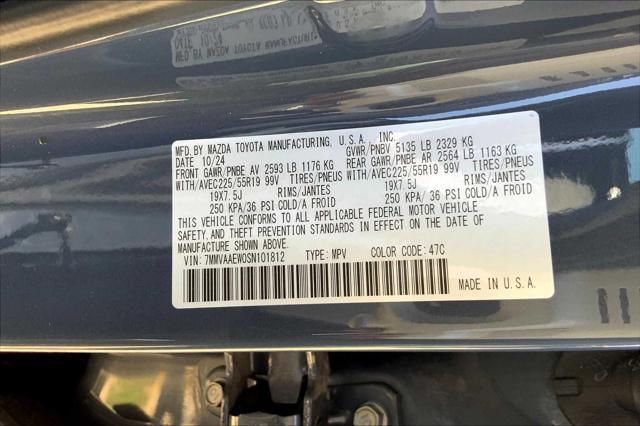 MFD. BY MAZDA TOYOTA MANUFACTURING, U.S.A., INC.
DATE 10/24 GVWR/PNBV 5135 LB 2329 KG
FRONT GAWR/PNBE AV 2593 LB 1176 KG REAR GAWR/PNBE AR 2564 LB 1163 KG
WITH/AVEC225/55R19 99V TIRES/PNEUS WITH/AVEC225/55R19 99V TIRES/PNEUS
19X7.5J RIMS/JANTES 19X7.5J RIMS/JANTES
250 KPA/36 PSI COLD/A FROID 250 KPA/36 PSI COLD/A FROID
THIS VEHICLE CONFORMS TO ALL APPLICABLE FEDERAL MOTOR VEHICLE
SAFETY, AND THEFT PREVENTION STANDARDS IN EFFECT ON THE DATE OF
MANUFACTURE SHOWN ABOVE.
VIN: 7MMVAAEW0SN101812 TYPE: MPV COLOR CODE: 47C
MADE IN U.S.A.